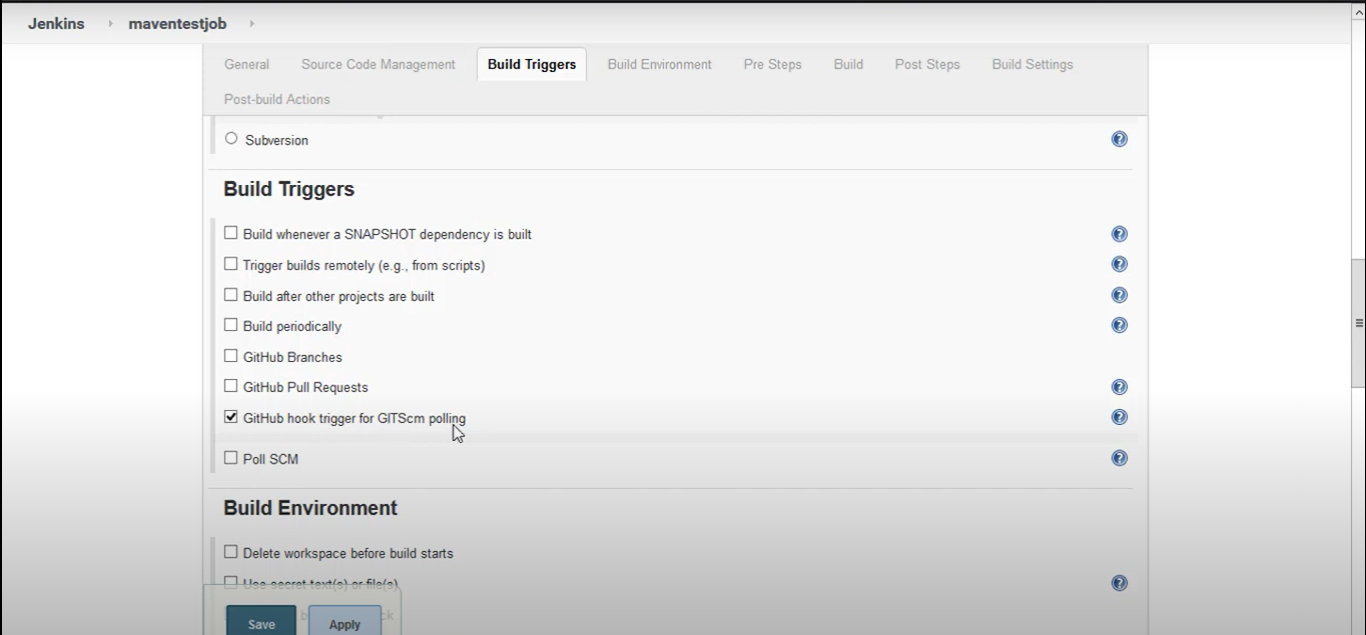 Jenkins maventestjob
General Source Code Management Build Triggers Build Environment Pre Steps Build Post Steps Build Settings
Post-build Actions
Subversion
Build Triggers
Build whenever a SNAPSHOT dependency is built
Trigger builds remotely (e.g., from scripts)
Build after other projects are built
Build periodically
GitHub Branches
GitHub Pull Requests
GitHub hook trigger for GITScm polling
Poll SCM
Build Environment
Delete workspace before build starts
Use secret text(s) or file(s)
Save Apply